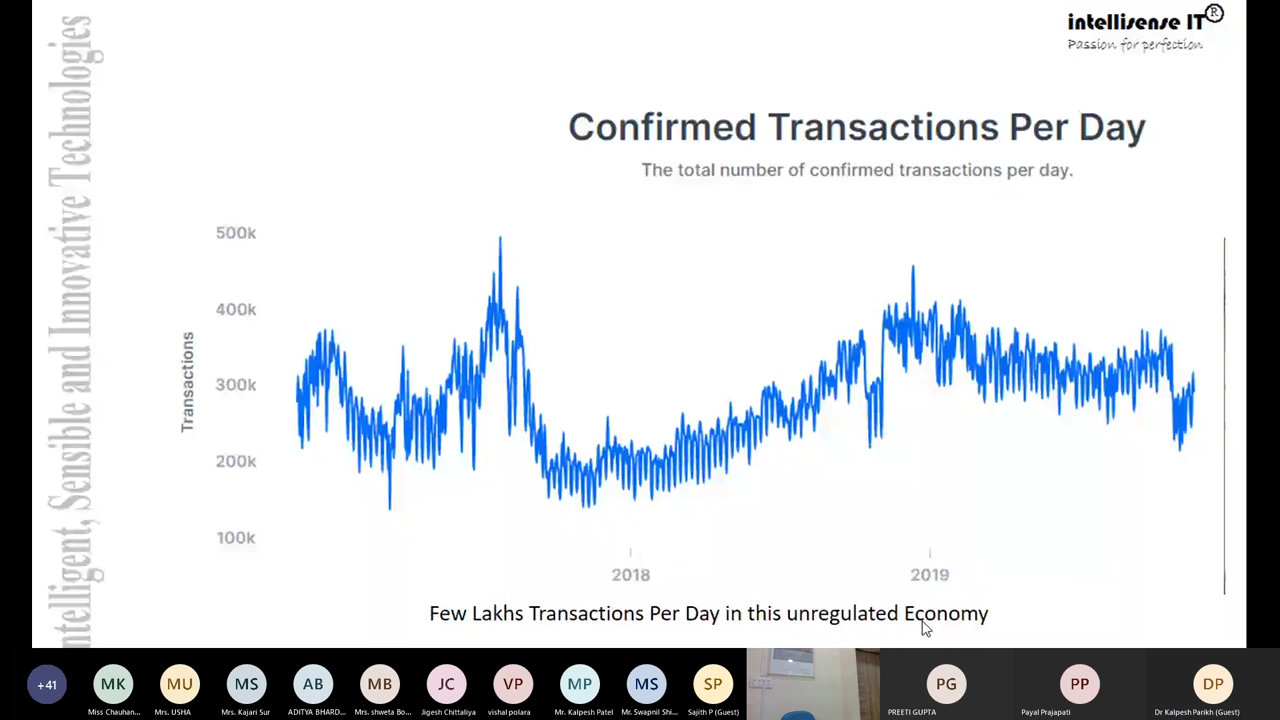 intellisense IT®
Passion for perfection
ntelligent, Sensible and Innovative Technologies
Confirmed Transactions Per Day
The total number of confirmed transactions per day.
500k
400k
300k
200k
100k
Transactions
2018
2019
Few Lakhs Transactions Per Day in this unregulated Economy
+41
MK
MU
MS
AB
MB
JC
VP
MP
MS
SP
PG
PP
DP
Miss Chauhan...
Mrs. USHA
Mrs. Kajari Sur
ADITYA BHARD...
Mrs. shweta Bo...
Jigesh Chittaliya
vishal polara
Mr. Kalpesh Patel
Mr. Swapnil Shi...
Sajith P (Guest)
PREETI GUPTA
Payal Prajapati
Dr Kalpesh Parikh (Guest)